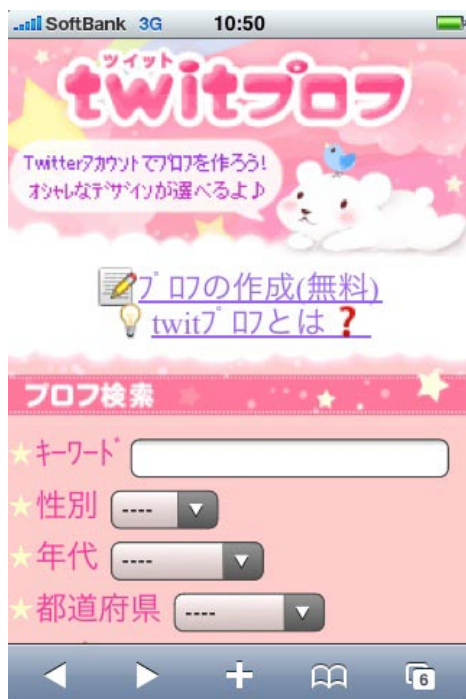 SoftBank 3G 10:50
ツイット
twitプロフ
Twitterアカウントでプロフを作ろう!
オシャレなデザインが選べるよ♪
プロフの作成(無料)
twitプロフとは❓
プロフ検索
★キーワード
★性別 ----
★年代 ----
★都道府県 ----
6